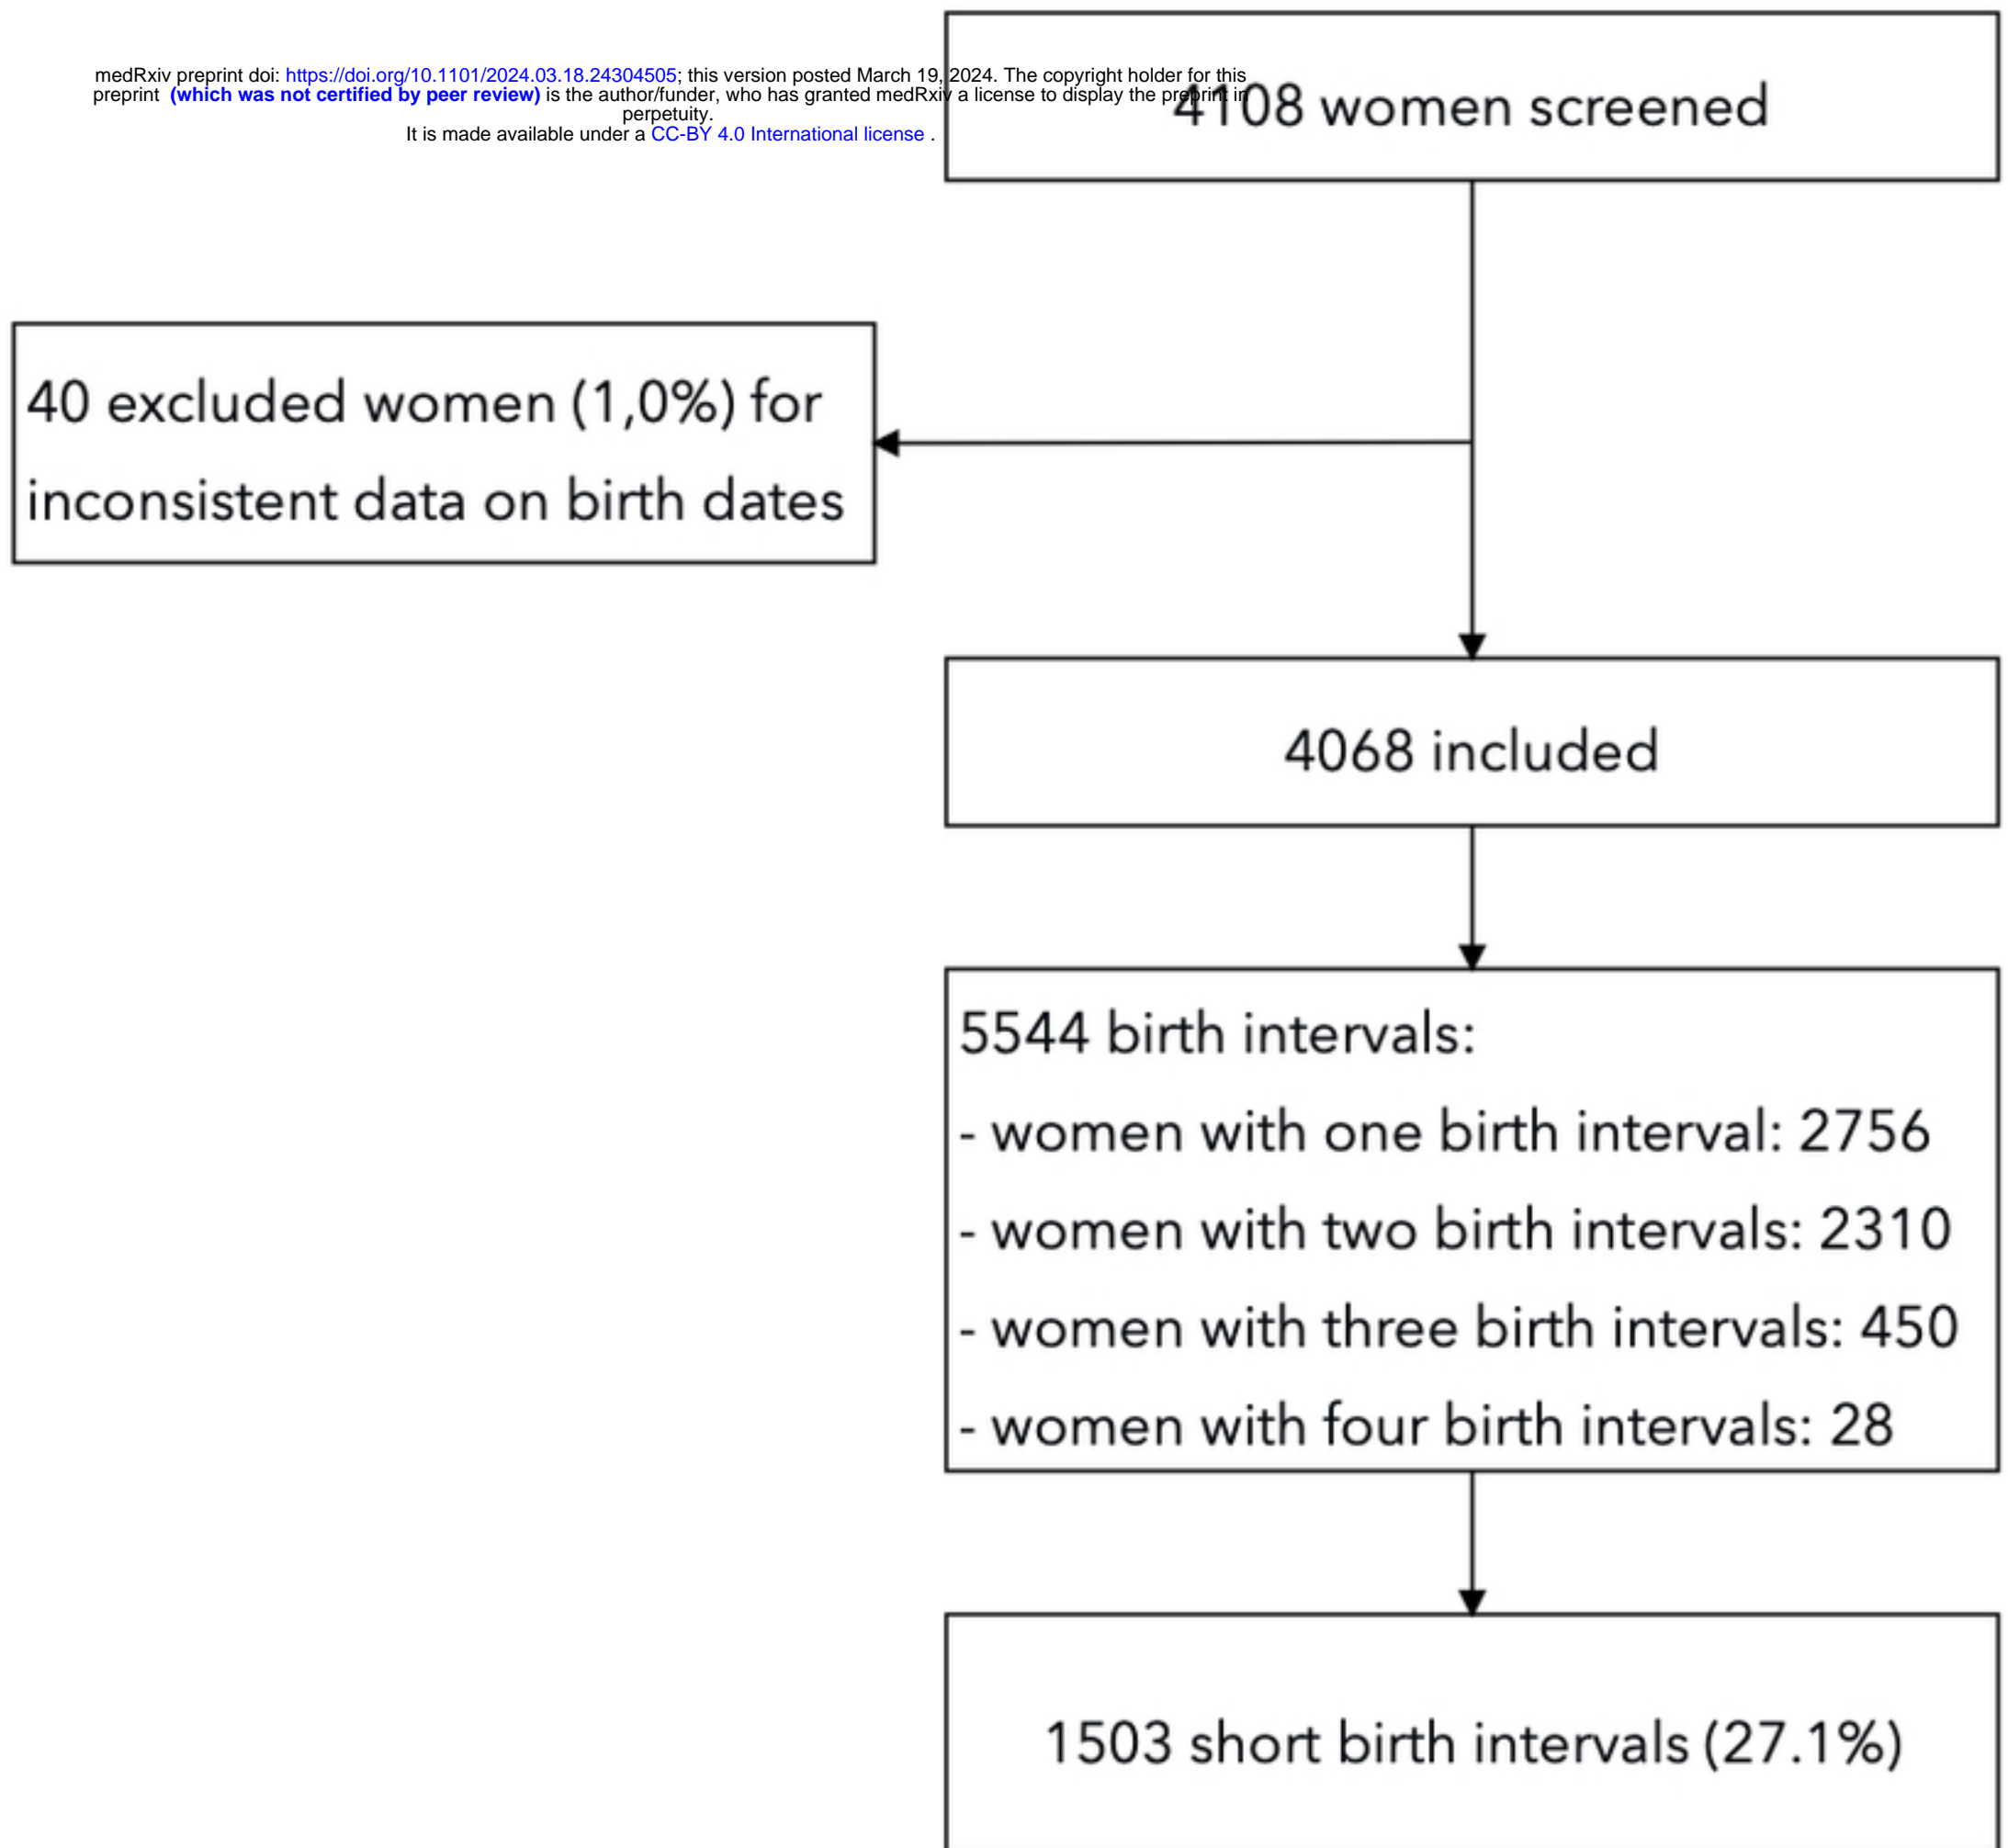 medRxiv preprint doi: https://doi.org/10.1101/2024.03.18.24304505; this version posted March 19, 2024. The copyright holder for this
preprint (which was not certified by peer review) is the author/funder, who has granted medRxiv a license to display the preprint in
perpetuity.
It is made available under a CC-BY 4.0 International license .
4108 women screened
40 excluded women (1,0%) for
inconsistent data on birth dates
4068 included
5544 birth intervals:
- women with one birth interval: 2756
- women with two birth intervals: 2310
- women with three birth intervals: 450
- women with four birth intervals: 28
1503 short birth intervals (27.1%)